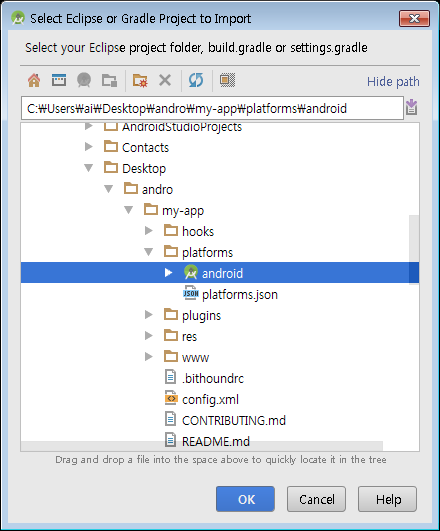 Select Eclipse or Gradle Project to Import
Select your Eclipse project folder, build.gradle or settings.gradle
Hide path
C:₩Users₩ai₩Desktop₩andro₩my-app₩platforms₩android
AndroidStudioProjects
Contacts
Desktop
andro
my-app
hooks
platforms
android
JSON platforms.json
plugins
res
www
.bithoundrc
config.xml
CONTRIBUTING.md
README.md
Drag and drop a file into the space above to quickly locate it in the tree
OK Cancel Help